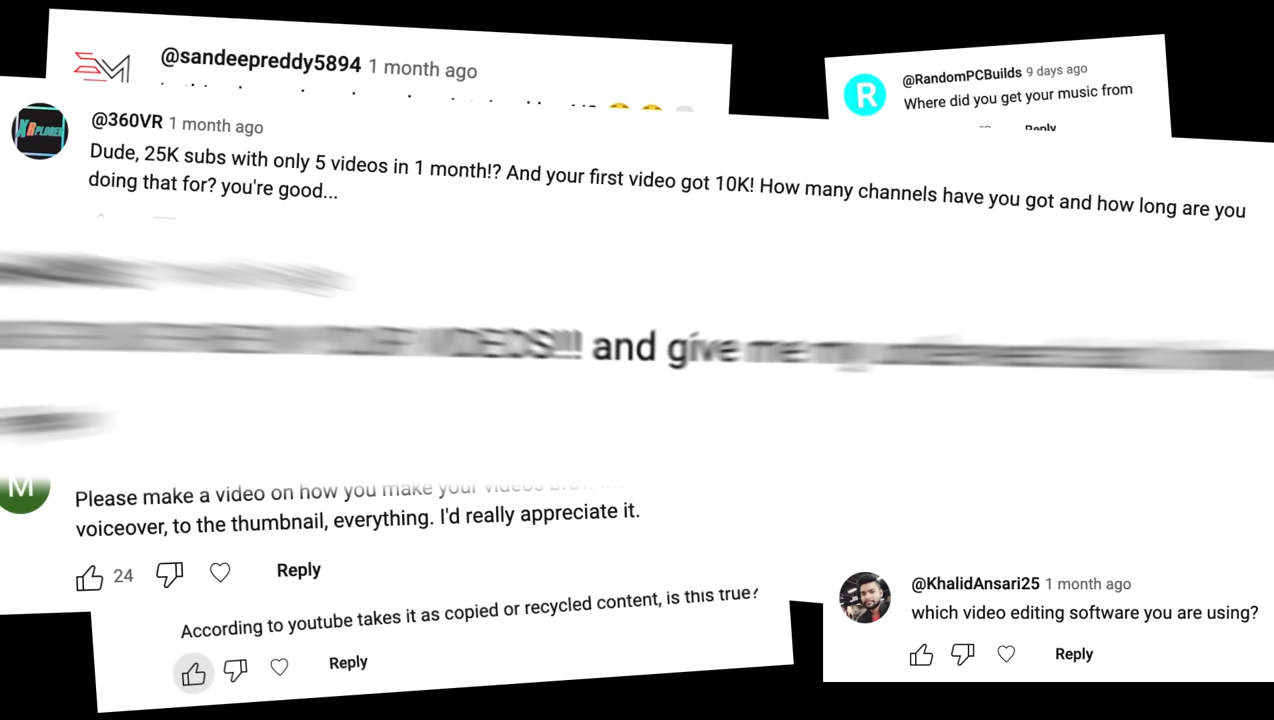 @sandeepreddy5894 1 month ago
R
@RandomPCBuilds 9 days ago
Where did you get your music from
Reply
XRPLORER
@360VR 1 month ago
Dude, 25K subs with only 5 videos in 1 month!? And your first video got 10K! How many channels have you got and how long are you
doing that for? you're good...
VIDEOS!!! and give me my
M
Please make a video on how you make your videos
voiceover, to the thumbnail, everything. I'd really appreciate it.
24 Reply
According to youtube takes it as copied or recycled content, is this true?
Reply
@KhalidAnsari25 1 month ago
which video editing software you are using?
Reply